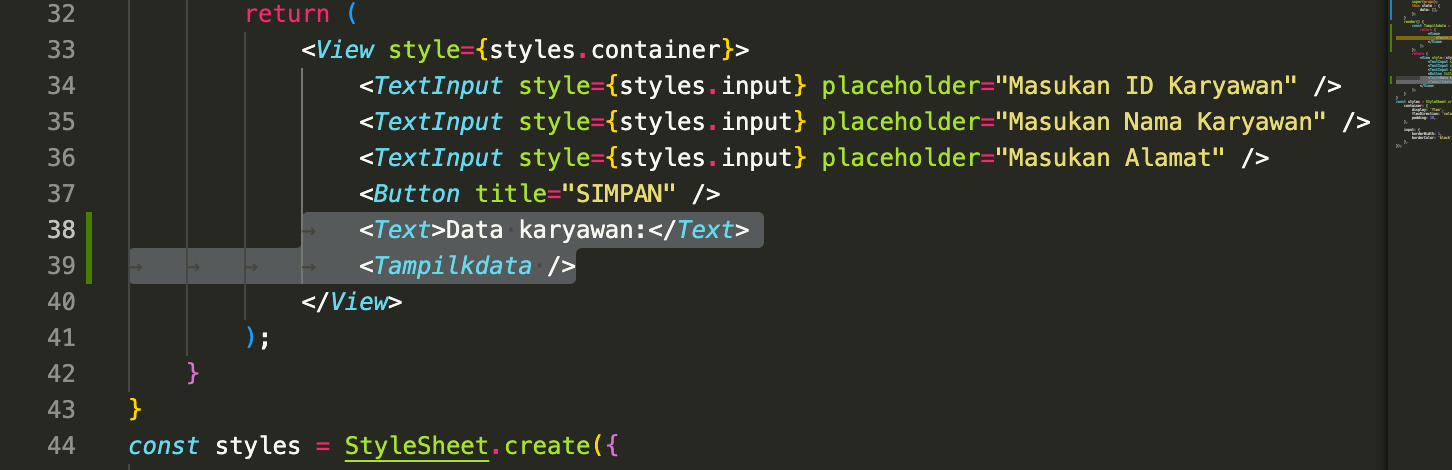 32 return (
33 <View style={styles.container}>
34 <TextInput style={styles.input} placeholder="Masukan ID Karyawan" />
35 <TextInput style={styles.input} placeholder="Masukan Nama Karyawan" />
36 <TextInput style={styles.input} placeholder="Masukan Alamat" />
37 <Button title="SIMPAN" />
38 <Text>Data karyawan:</Text>
39 <Tampilkdata />
40 </View>
41 );
42 }
43 }
44 const styles = StyleSheet.create({